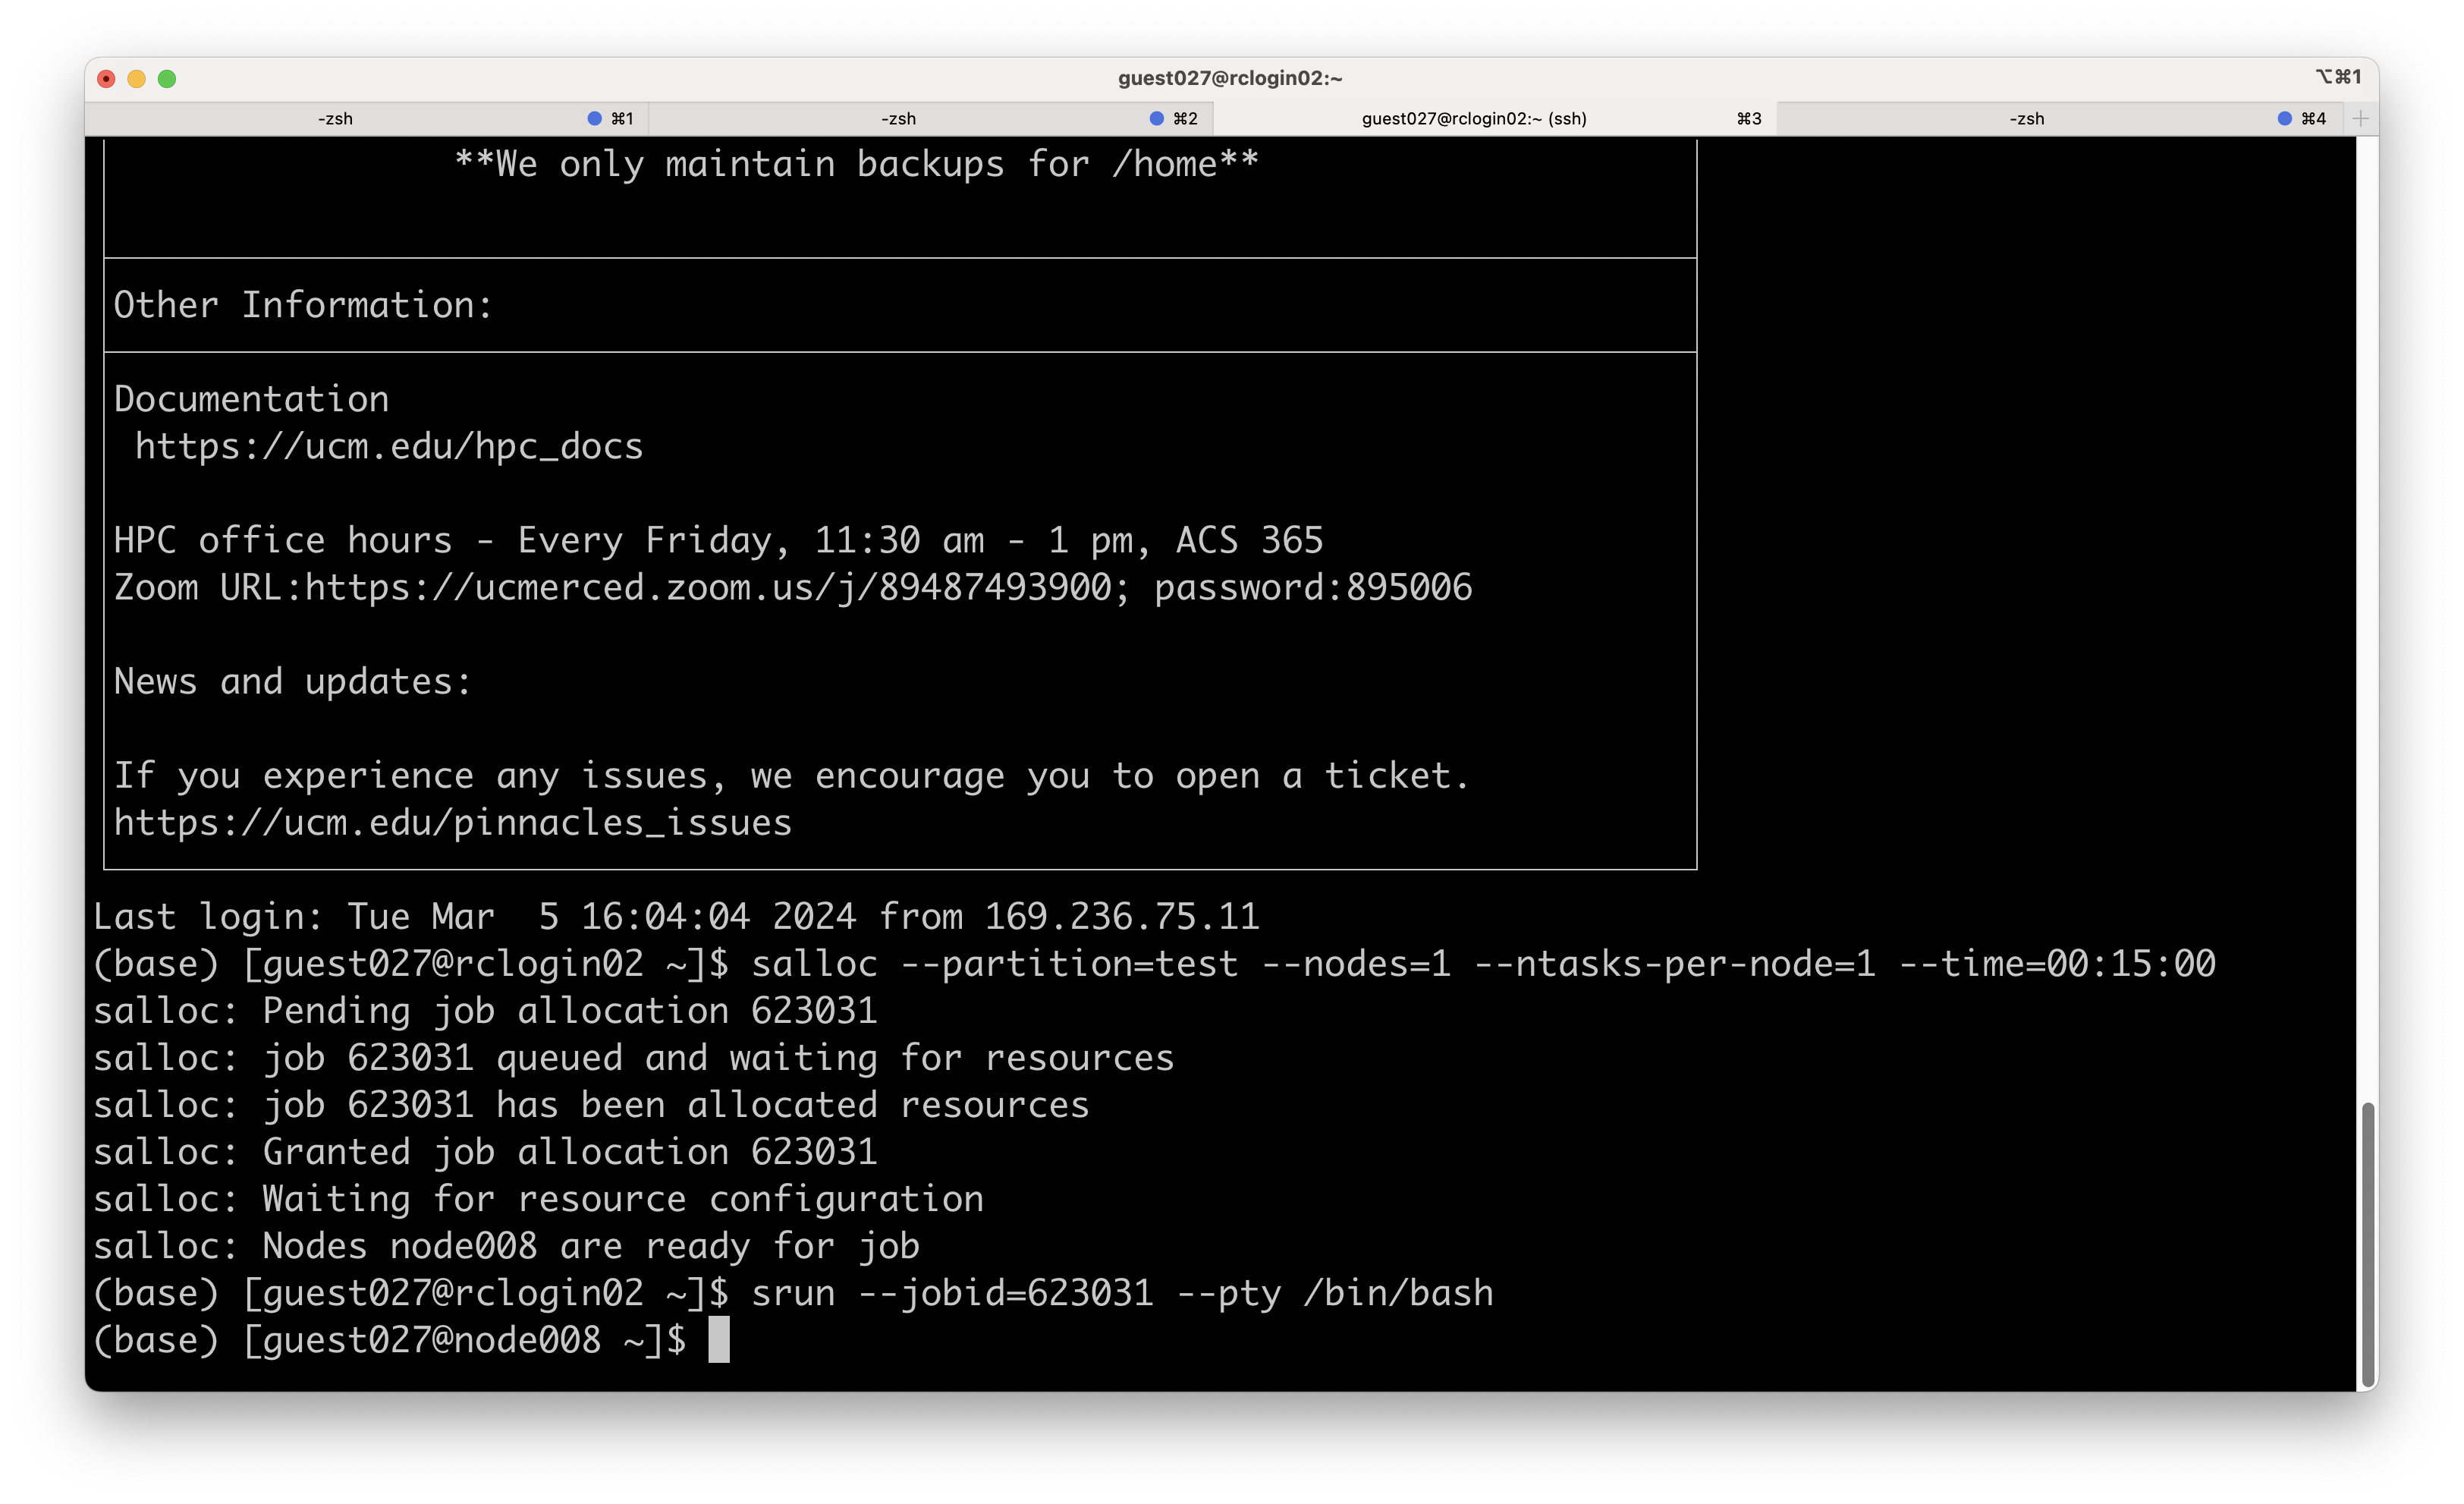 guest027@rclogin02:~
⌥⌘1
-zsh ⌘1 -zsh ⌘2 guest027@rclogin02:~ (ssh) ⌘3 -zsh ⌘4 +
**We only maintain backups for /home**
Other Information:
Documentation
https://ucm.edu/hpc_docs
HPC office hours - Every Friday, 11:30 am - 1 pm, ACS 365
Zoom URL:https://ucmerced.zoom.us/j/89487493900; password:895006
News and updates:
If you experience any issues, we encourage you to open a ticket.
https://ucm.edu/pinnacles_issues
Last login: Tue Mar  5 16:04:04 2024 from 169.236.75.11
(base) [guest027@rclogin02 ~]$ salloc --partition=test --nodes=1 --ntasks-per-node=1 --time=00:15:00
salloc: Pending job allocation 623031
salloc: job 623031 queued and waiting for resources
salloc: job 623031 has been allocated resources
salloc: Granted job allocation 623031
salloc: Waiting for resource configuration
salloc: Nodes node008 are ready for job
(base) [guest027@rclogin02 ~]$ srun --jobid=623031 --pty /bin/bash
(base) [guest027@node008 ~]$